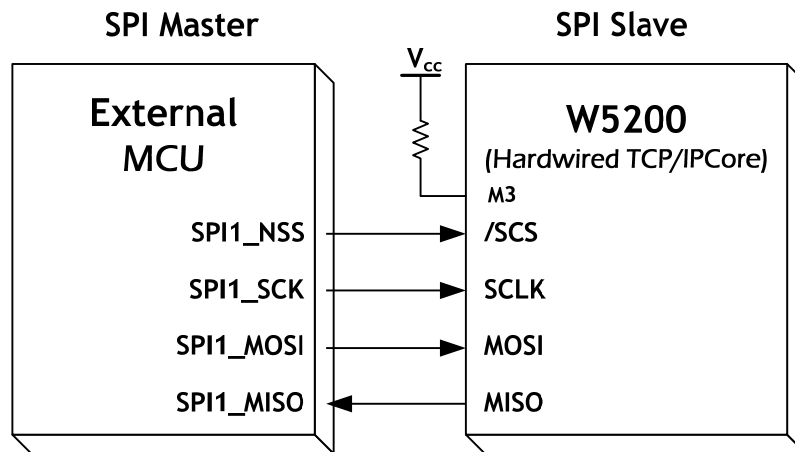 SPI Master
SPI Slave
Vcc
External
MCU
W5200
(Hardwired TCP/IPCore)
M3
SPI1_NSS
/SCS
SPI1_SCK
SCLK
SPI1_MOSI
MOSI
SPI1_MISO
MISO